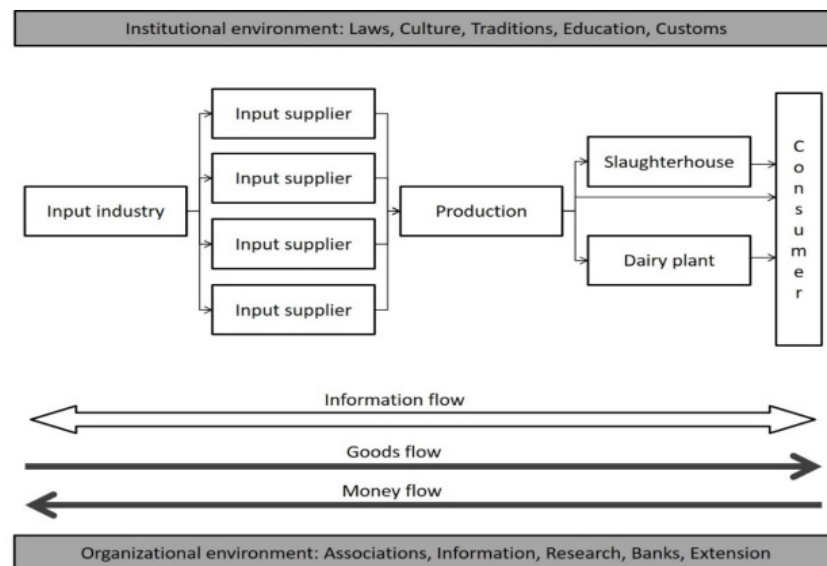 Institutional environment: Laws, Culture, Traditions, Education, Customs
Input supplier
Input supplier
Input supplier
Input supplier
Input industry
Production
Slaughterhouse
Dairy plant
Consumer
Information flow
Goods flow
Money flow
Organizational environment: Associations, Information, Research, Banks, Extension